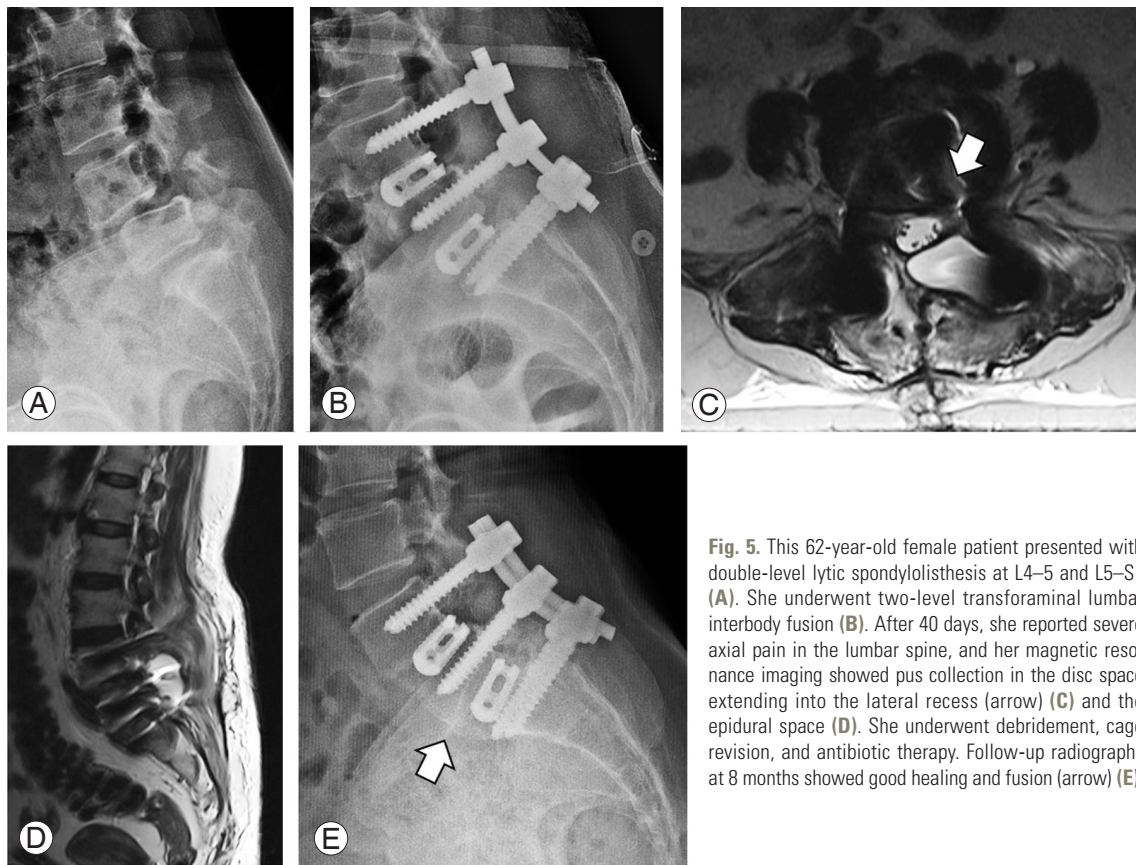 A
B
C
D
E
Fig. 5. This 62-year-old female patient presented with
double-level lytic spondylolisthesis at L4–5 and L5–S
(A). She underwent two-level transforaminal lumba
interbody fusion (B). After 40 days, she reported severe
axial pain in the lumbar spine, and her magnetic reso
nance imaging showed pus collection in the disc space
extending into the lateral recess (arrow) (C) and the
epidural space (D). She underwent debridement, cage
revision, and antibiotic therapy. Follow-up radiograph
at 8 months showed good healing and fusion (arrow) (E)